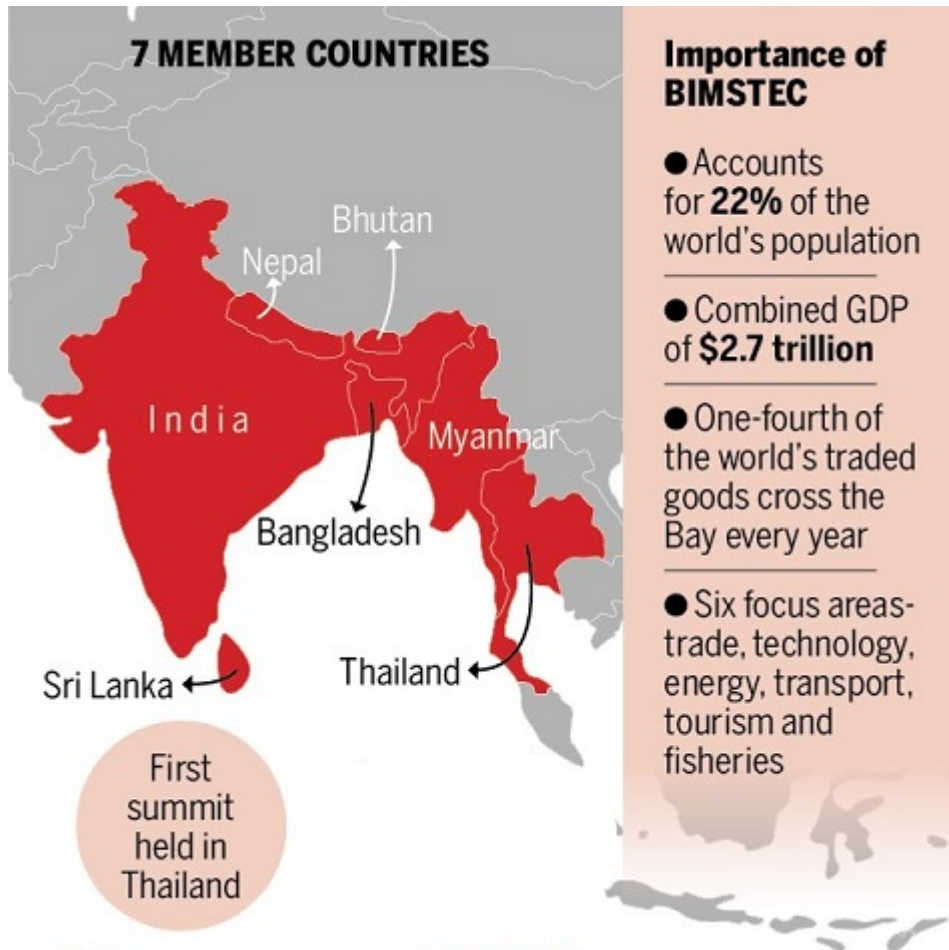 7 MEMBER COUNTRIES
Bhutan
Nepal
India
Myanmar
Bangladesh
Thailand
Sri Lanka
First
summit
held in
Thailand
Importance of
BIMSTEC
● Accounts
for 22% of the
world's population
● Combined GDP
of $2.7 trillion
● One-fourth of
the world's traded
goods cross the
Bay every year
● Six focus areas-
trade, technology,
energy, transport,
tourism and
fisheries